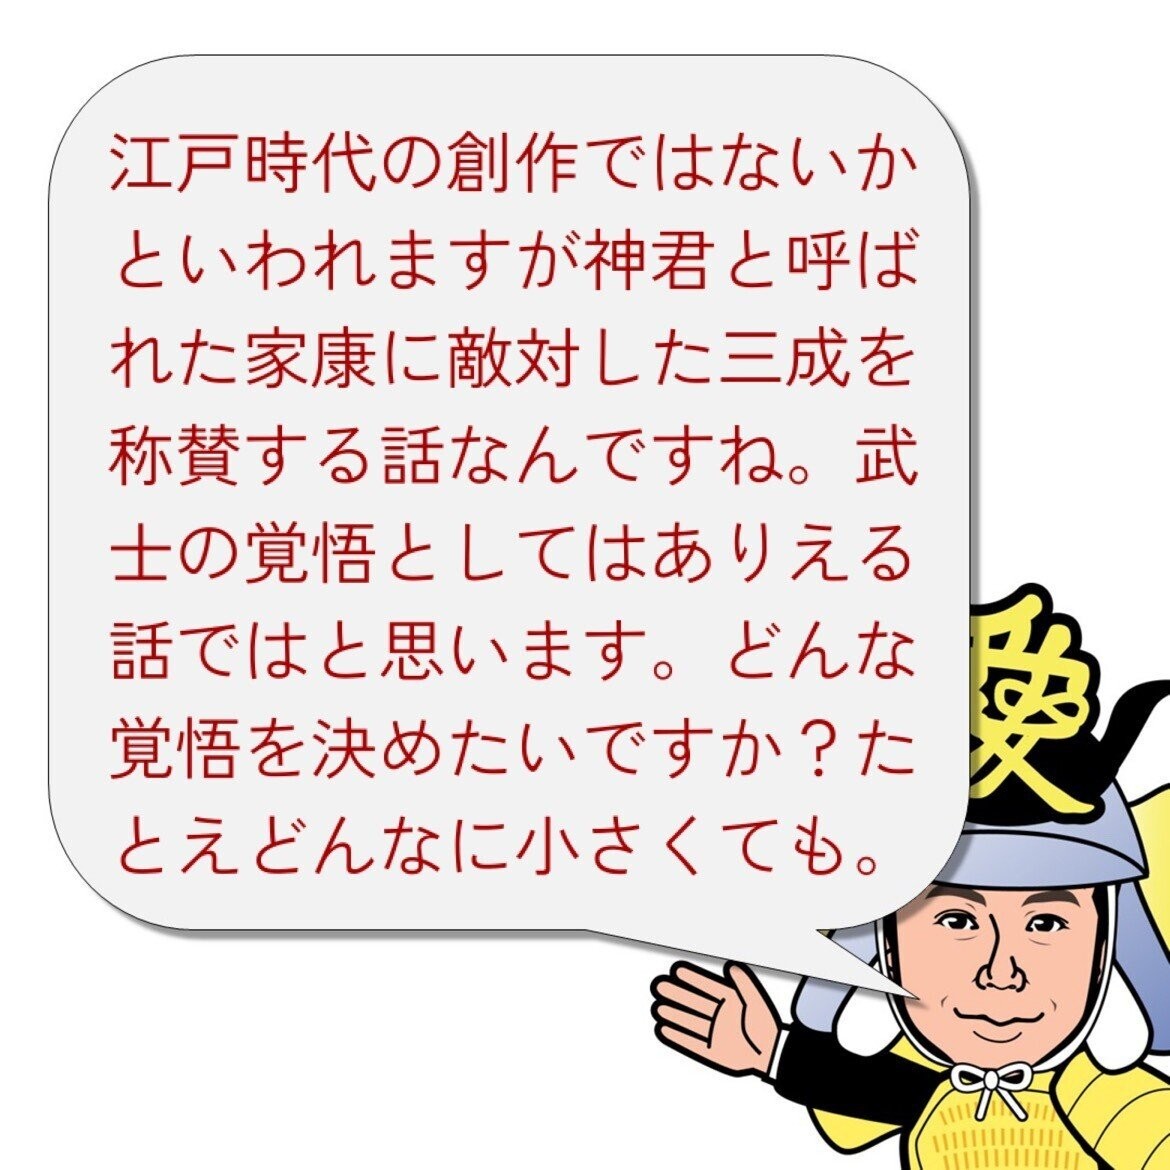 江戸時代の創作ではないか
といわれますが神君と呼ば
れた家康に敵対した三成を
称賛する話なんですね。武
士の覚悟としてはありえる
話ではと思います。どんな
覚悟を決めたいですか?た
とえどんなに小さくても。
愛